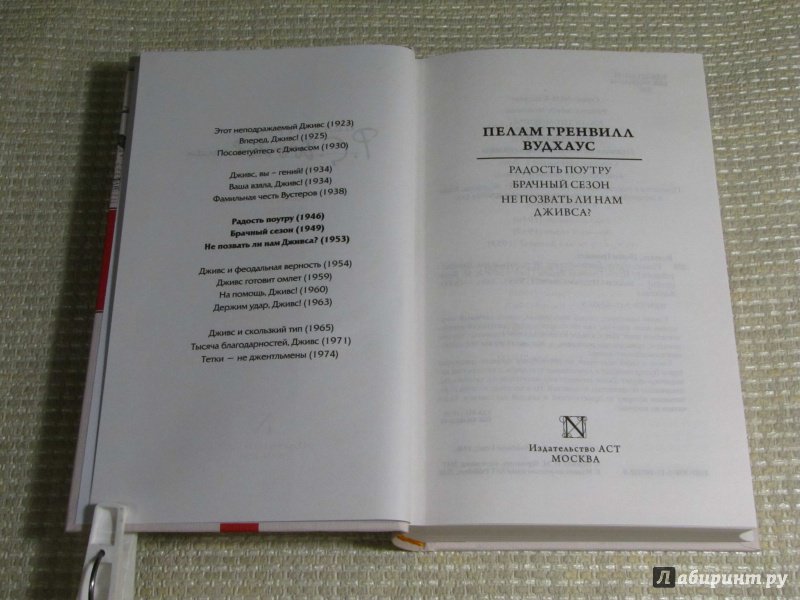 Этот неподражаемый Дживс (1923)
Вперед, Дживс! (1925)
Посоветуйтесь с Дживсом (1930)
Дживс, вы – гений! (1934)
Ваша взяла, Дживс! (1934)
Фамильная честь Вустеров (1938)
Радость поутру (1946)
Брачный сезон (1949)
Не позвать ли нам Дживса? (1953)
Дживс и феодальная верность (1954)
Дживс готовит омлет (1959)
На помощь, Дживс! (1960)
Держим удар, Дживс! (1963)
Дживс и скользкий тип (1965)
Тысяча благодарностей, Дживс (1971)
Тетки — не джентльмены (1974)
ПЕЛАМ ГРЕНВИЛЛ
ВУДХАУС
РАДОСТЬ ПОУТРУ
БРАЧНЫЙ СЕЗОН
НЕ ПОЗВАТЬ ЛИ НАМ
ДЖИВСА?
N
Издательство АСТ
МОСКВА
Лабиринт.ру